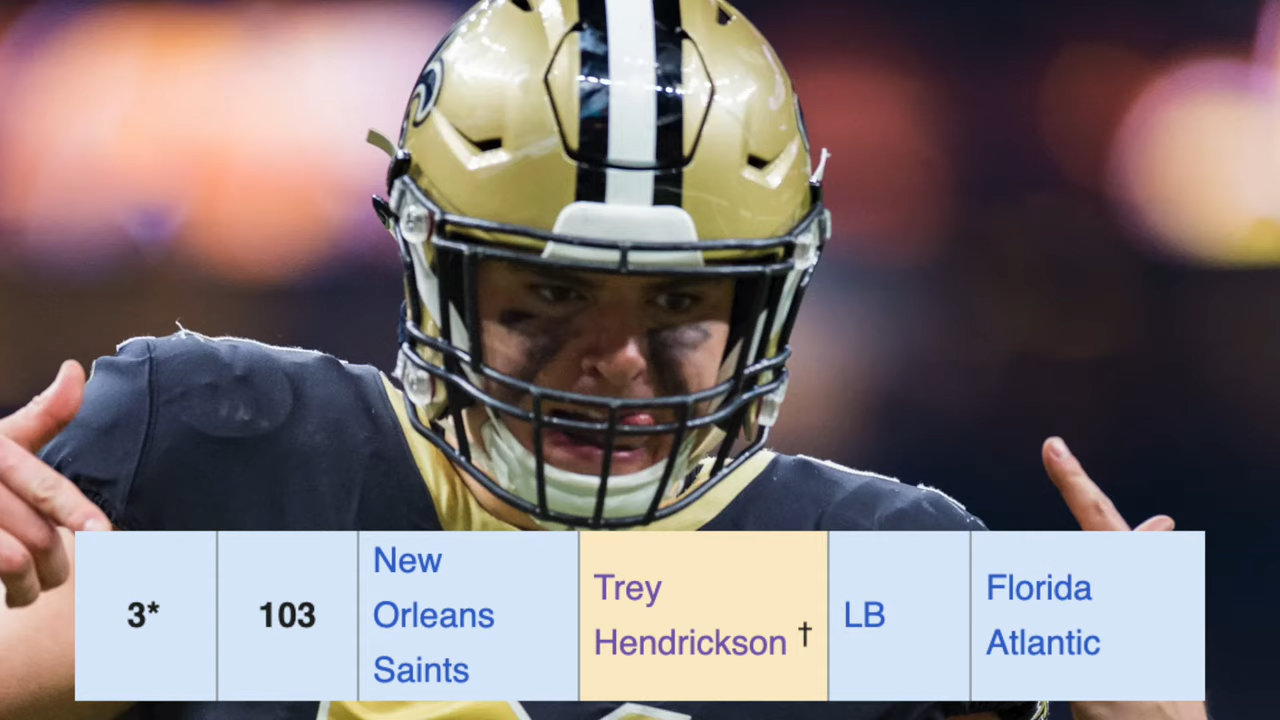 3*
103
New
Orleans
Saints
Trey
Hendrickson †
LB
Florida
Atlantic